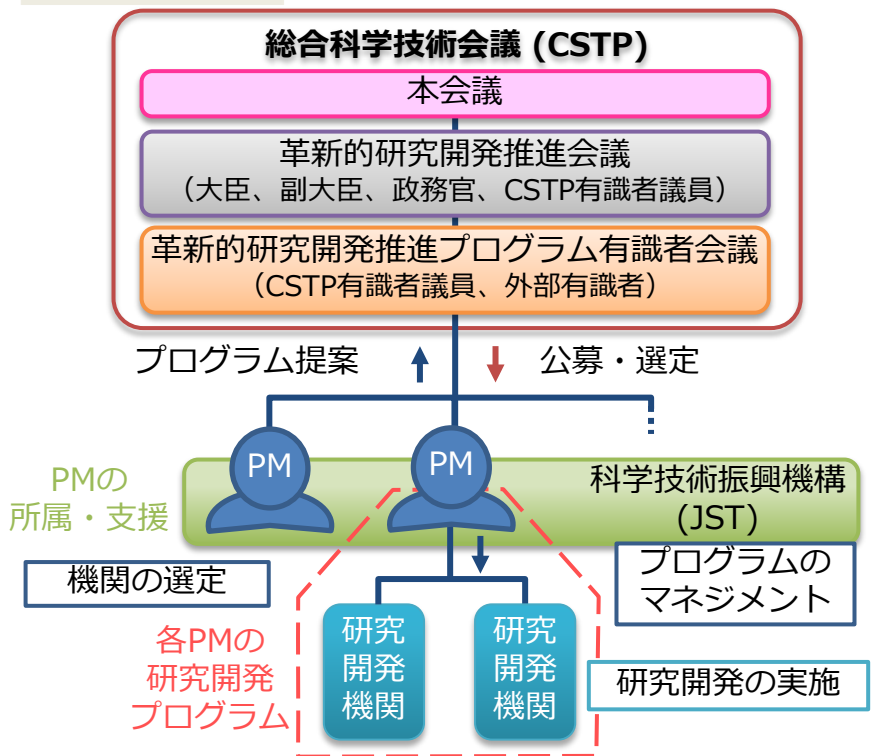 総合科学技術会議 (CSTP)
本会議
革新的研究開発推進会議
（大臣、副大臣、政務官、CSTP有識者議員）
革新的研究開発推進プログラム有識者会議
（CSTP有識者議員、外部有識者）
プログラム提案
公募・選定
PM
PM
PMの
所属・支援
科学技術振興機構
(JST)
機関の選定
プログラムの
マネジメント
各PMの
研究開発
プログラム
研究
開発
機関
研究
開発
機関
研究開発の実施